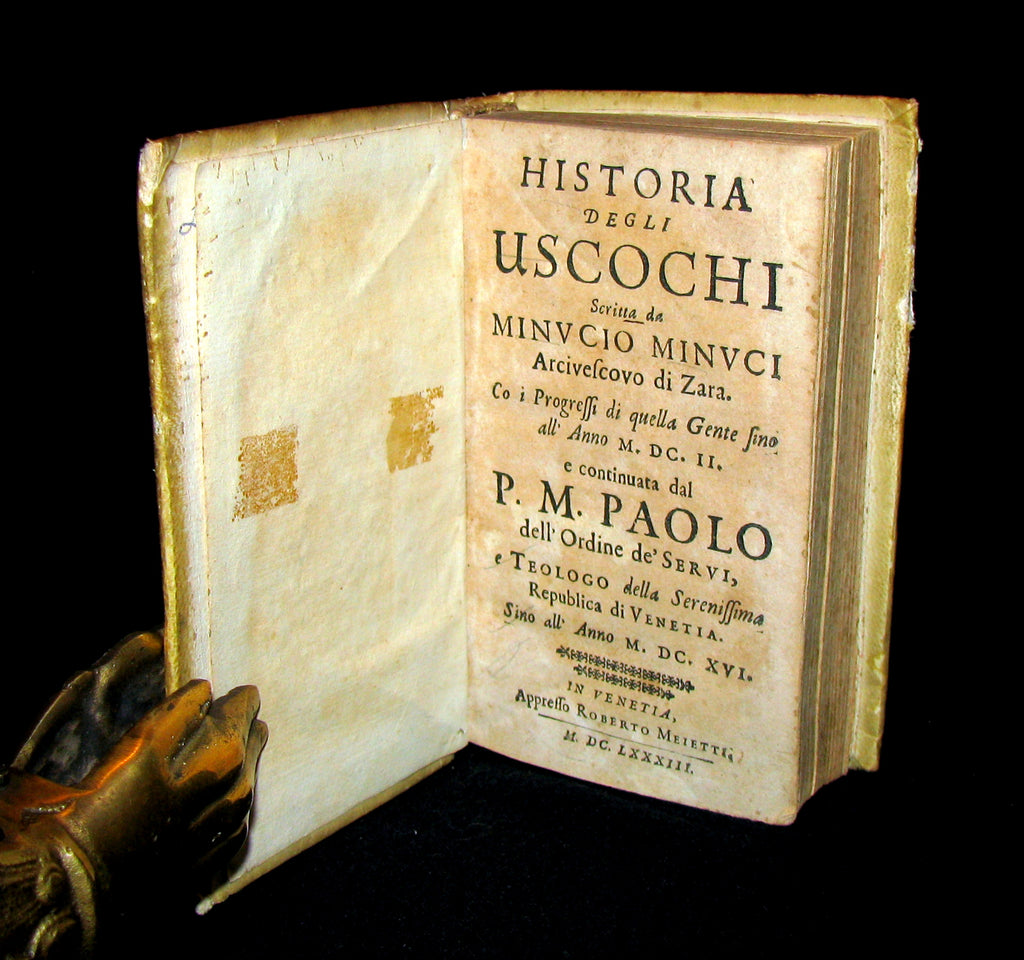 HISTORIA
DEGLI
USCOCHI
Scritta da
MINVCIO MINVCI
Arciveſcovo di Zara.
Co i Progreſſi di quella Gente ſino
all' Anno M. DC. II.
e continuata dal
P. M. PAOLO
dell' Ordine de' SERVI,
e TEOLOGO della Sereniſſima
Republica di VENETIA.
Sino all' Anno M. DC. XVI.
IN VENETIA,
Appreſſo ROBERTO MEIETTI,
M. DC. LXXXIII.